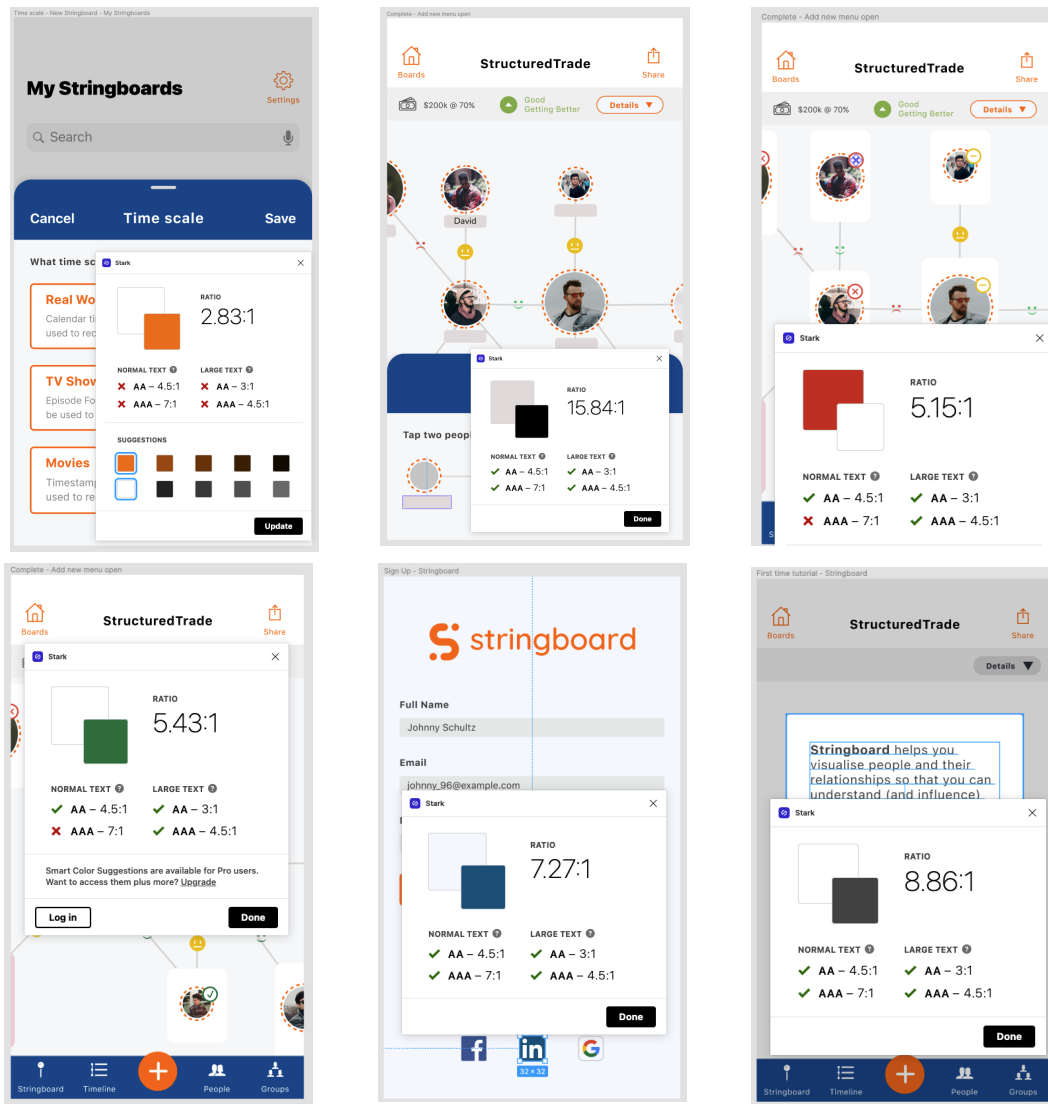 Time scale - New Stringboard - My Stringboards
My Stringboards
Settings
Search
Cancel Time scale Save
What time sc
Real Wo
Calendar ti
used to rec
TV Show
Episode Fo
be used to
Movies
Timestamp
used to re
Stark
RATIO
2.83:1
NORMAL TEXT LARGE TEXT
AA – 4.5:1 AA – 3:1
AAA – 7:1 AAA – 4.5:1
SUGGESTIONS
Update
Complete - Add new menu open
Boards StructuredTrade Share
$200k @ 70% Good
Getting Better
Details ▼
David
Tap two peop
Stark
RATIO
15.84:1
NORMAL TEXT LARGE TEXT
AA – 4.5:1 AA – 3:1
AAA – 7:1 AAA – 4.5:1
Done
Complete - Add new menu open
Boards StructuredTrade Share
$200k @ 70% Good
Getting Better
Details ▼
Stark
RATIO
5.15:1
NORMAL TEXT LARGE TEXT
AA – 4.5:1 AA – 3:1
AAA – 7:1 AAA – 4.5:1
S
Complete - Add new menu open
Boards StructuredTrade Share
Stark
RATIO
5.43:1
NORMAL TEXT LARGE TEXT
AA – 4.5:1 AA – 3:1
AAA – 7:1 AAA – 4.5:1
Smart Color Suggestions are available for Pro users.
Want to access them plus more? Upgrade
Log in Done
Stringboard Timeline People Groups
Sign Up - Stringboard
stringboard
Full Name
Johnny Schultz
Email
johnny_96@example.com
Stark
RATIO
7.27:1
NORMAL TEXT LARGE TEXT
AA – 4.5:1 AA – 3:1
AAA – 7:1 AAA – 4.5:1
Done
f in G
32 × 32
First time tutorial - Stringboard
Boards StructuredTrade Share
Details ▼
Stringboard helps you
visualise people and their
relationships so that you can
understand (and influence)
Stark
RATIO
8.86:1
NORMAL TEXT LARGE TEXT
AA – 4.5:1 AA – 3:1
AAA – 7:1 AAA – 4.5:1
Done
Stringboard Timeline People Groups